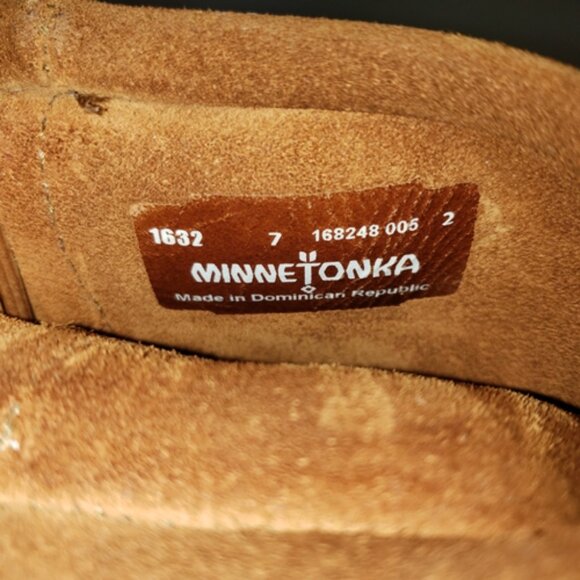 1632 7 168248 005 2
MINNETONKA
Made in Dominican Republic